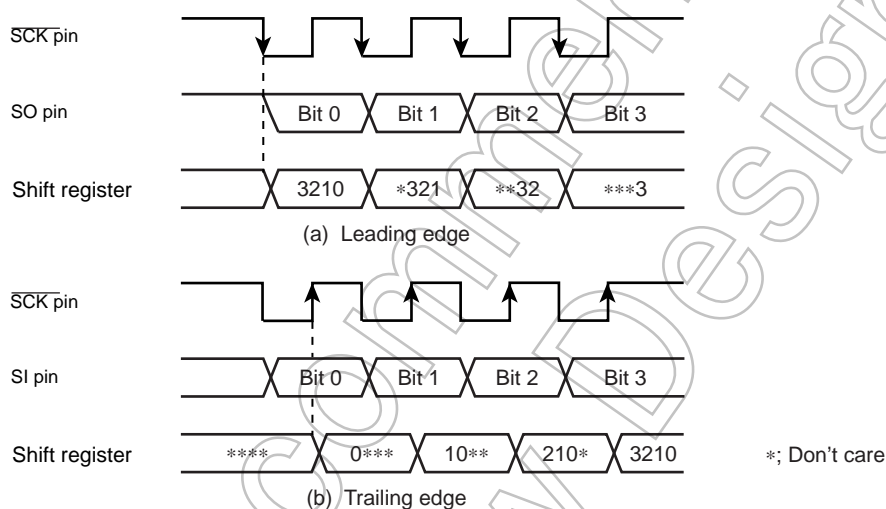 SCK pin
SO pin
Bit 0 Bit 1 Bit 2 Bit 3
Shift register
3210 *321 **32 ***3
(a) Leading edge
SCK pin
SI pin
Bit 0 Bit 1 Bit 2 Bit 3
Shift register
**** 0*** 10** 210* 3210
*; Don't care
(b) Trailing edge